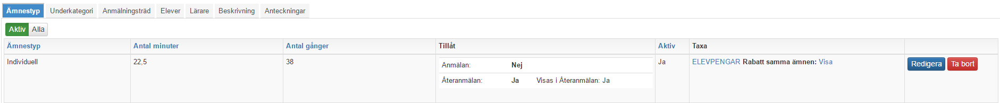 Ämnestyp Underkategori Anmälningsträd Elever Lärare Beskrivning Anteckningar
Aktiv Alla
Ämnestyp Antal minuter Antal gånger Tillåt Aktiv Taxa
Individuell 22,5 38 Anmälan: Nej Ja ELEVPENGAR Rabatt samma ämnen: Visa Redigera Ta bort
Återanmälan: Ja Visas i Återanmälan: Ja